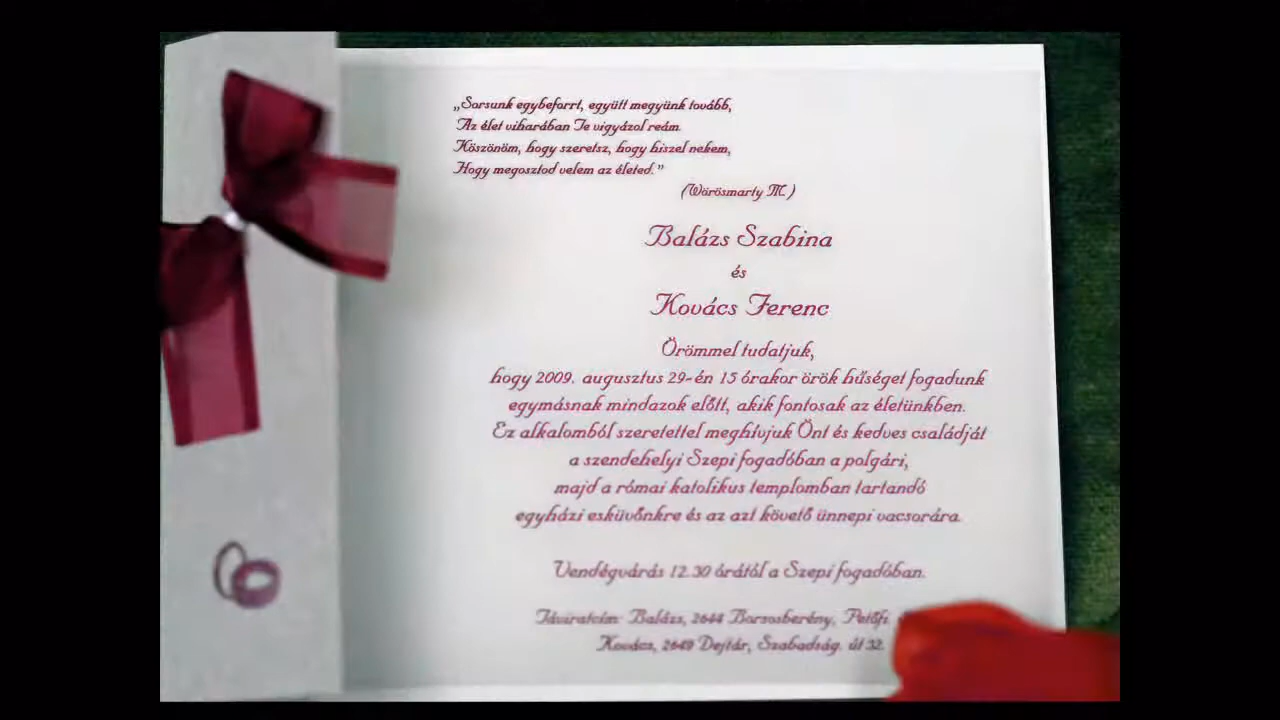 „Sorsunk egybeforrt, együtt megyünk tovább,
Az élet viharában Te vigyázol reám.
Köszönöm, hogy szeretsz, hogy hiszel nekem,
Hogy megosztod velem az életed.”
(Vörösmarty M.)
Balázs Szabina
és
Kovács Ferenc
Örömmel tudatjuk,
hogy 2009. augusztus 29-én 15 órakor örök hűséget fogadunk
egymásnak mindazok előtt, akik fontosak az életünkben.
Ez alkalomból szeretettel meghívjuk Önt és kedves családját
a szendehelyi Szepi fogadóban a polgári,
majd a római katolikus templomban tartandó
egyházi esküvőnkre és az azt követő ünnepi vacsorára.
Vendégvárás 12.30 órától a Szepi fogadóban.
Táviratcím: Balázs, 2644 Borsosberény, Petőfi
Kovács, 2649 Dejtár, Szabadság. út 32.